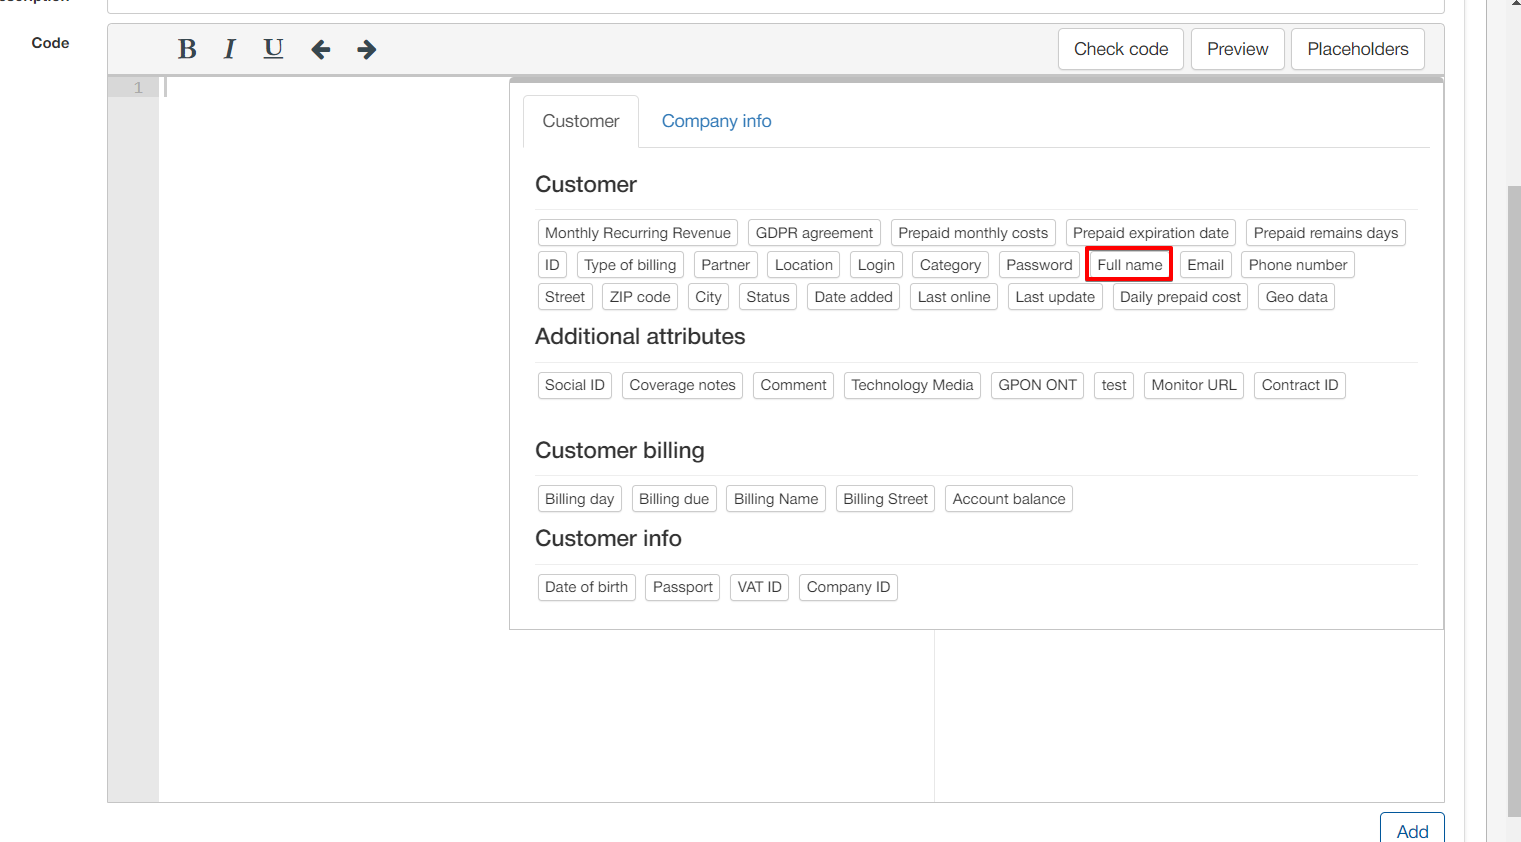 Code
B I U
Check code Preview Placeholders
1
Customer Company info
Customer
Monthly Recurring Revenue GDPR agreement Prepaid monthly costs Prepaid expiration date Prepaid remains days
ID Type of billing Partner Location Login Category Password Full name Email Phone number
Street ZIP code City Status Date added Last online Last update Daily prepaid cost Geo data
Additional attributes
Social ID Coverage notes Comment Technology Media GPON ONT test Monitor URL Contract ID
Customer billing
Billing day Billing due Billing Name Billing Street Account balance
Customer info
Date of birth Passport VAT ID Company ID
Add